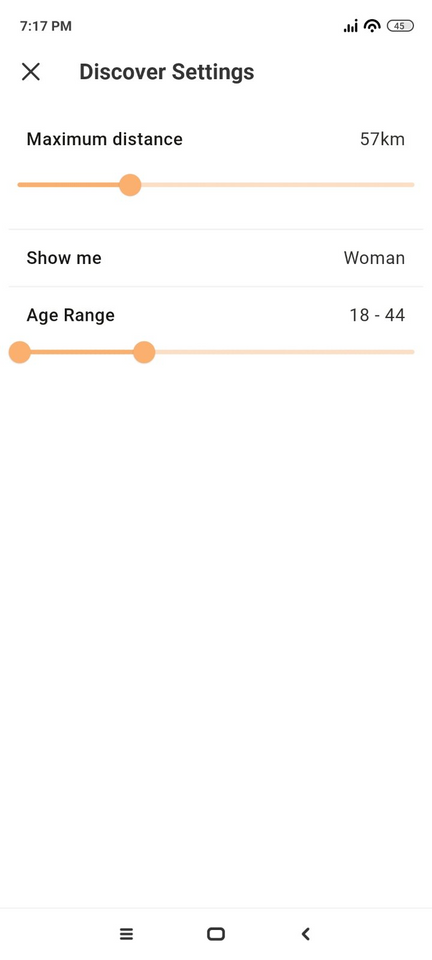 7:17 PM 45
Discover Settings
Maximum distance 57km
Show me Woman
Age Range 18 - 44